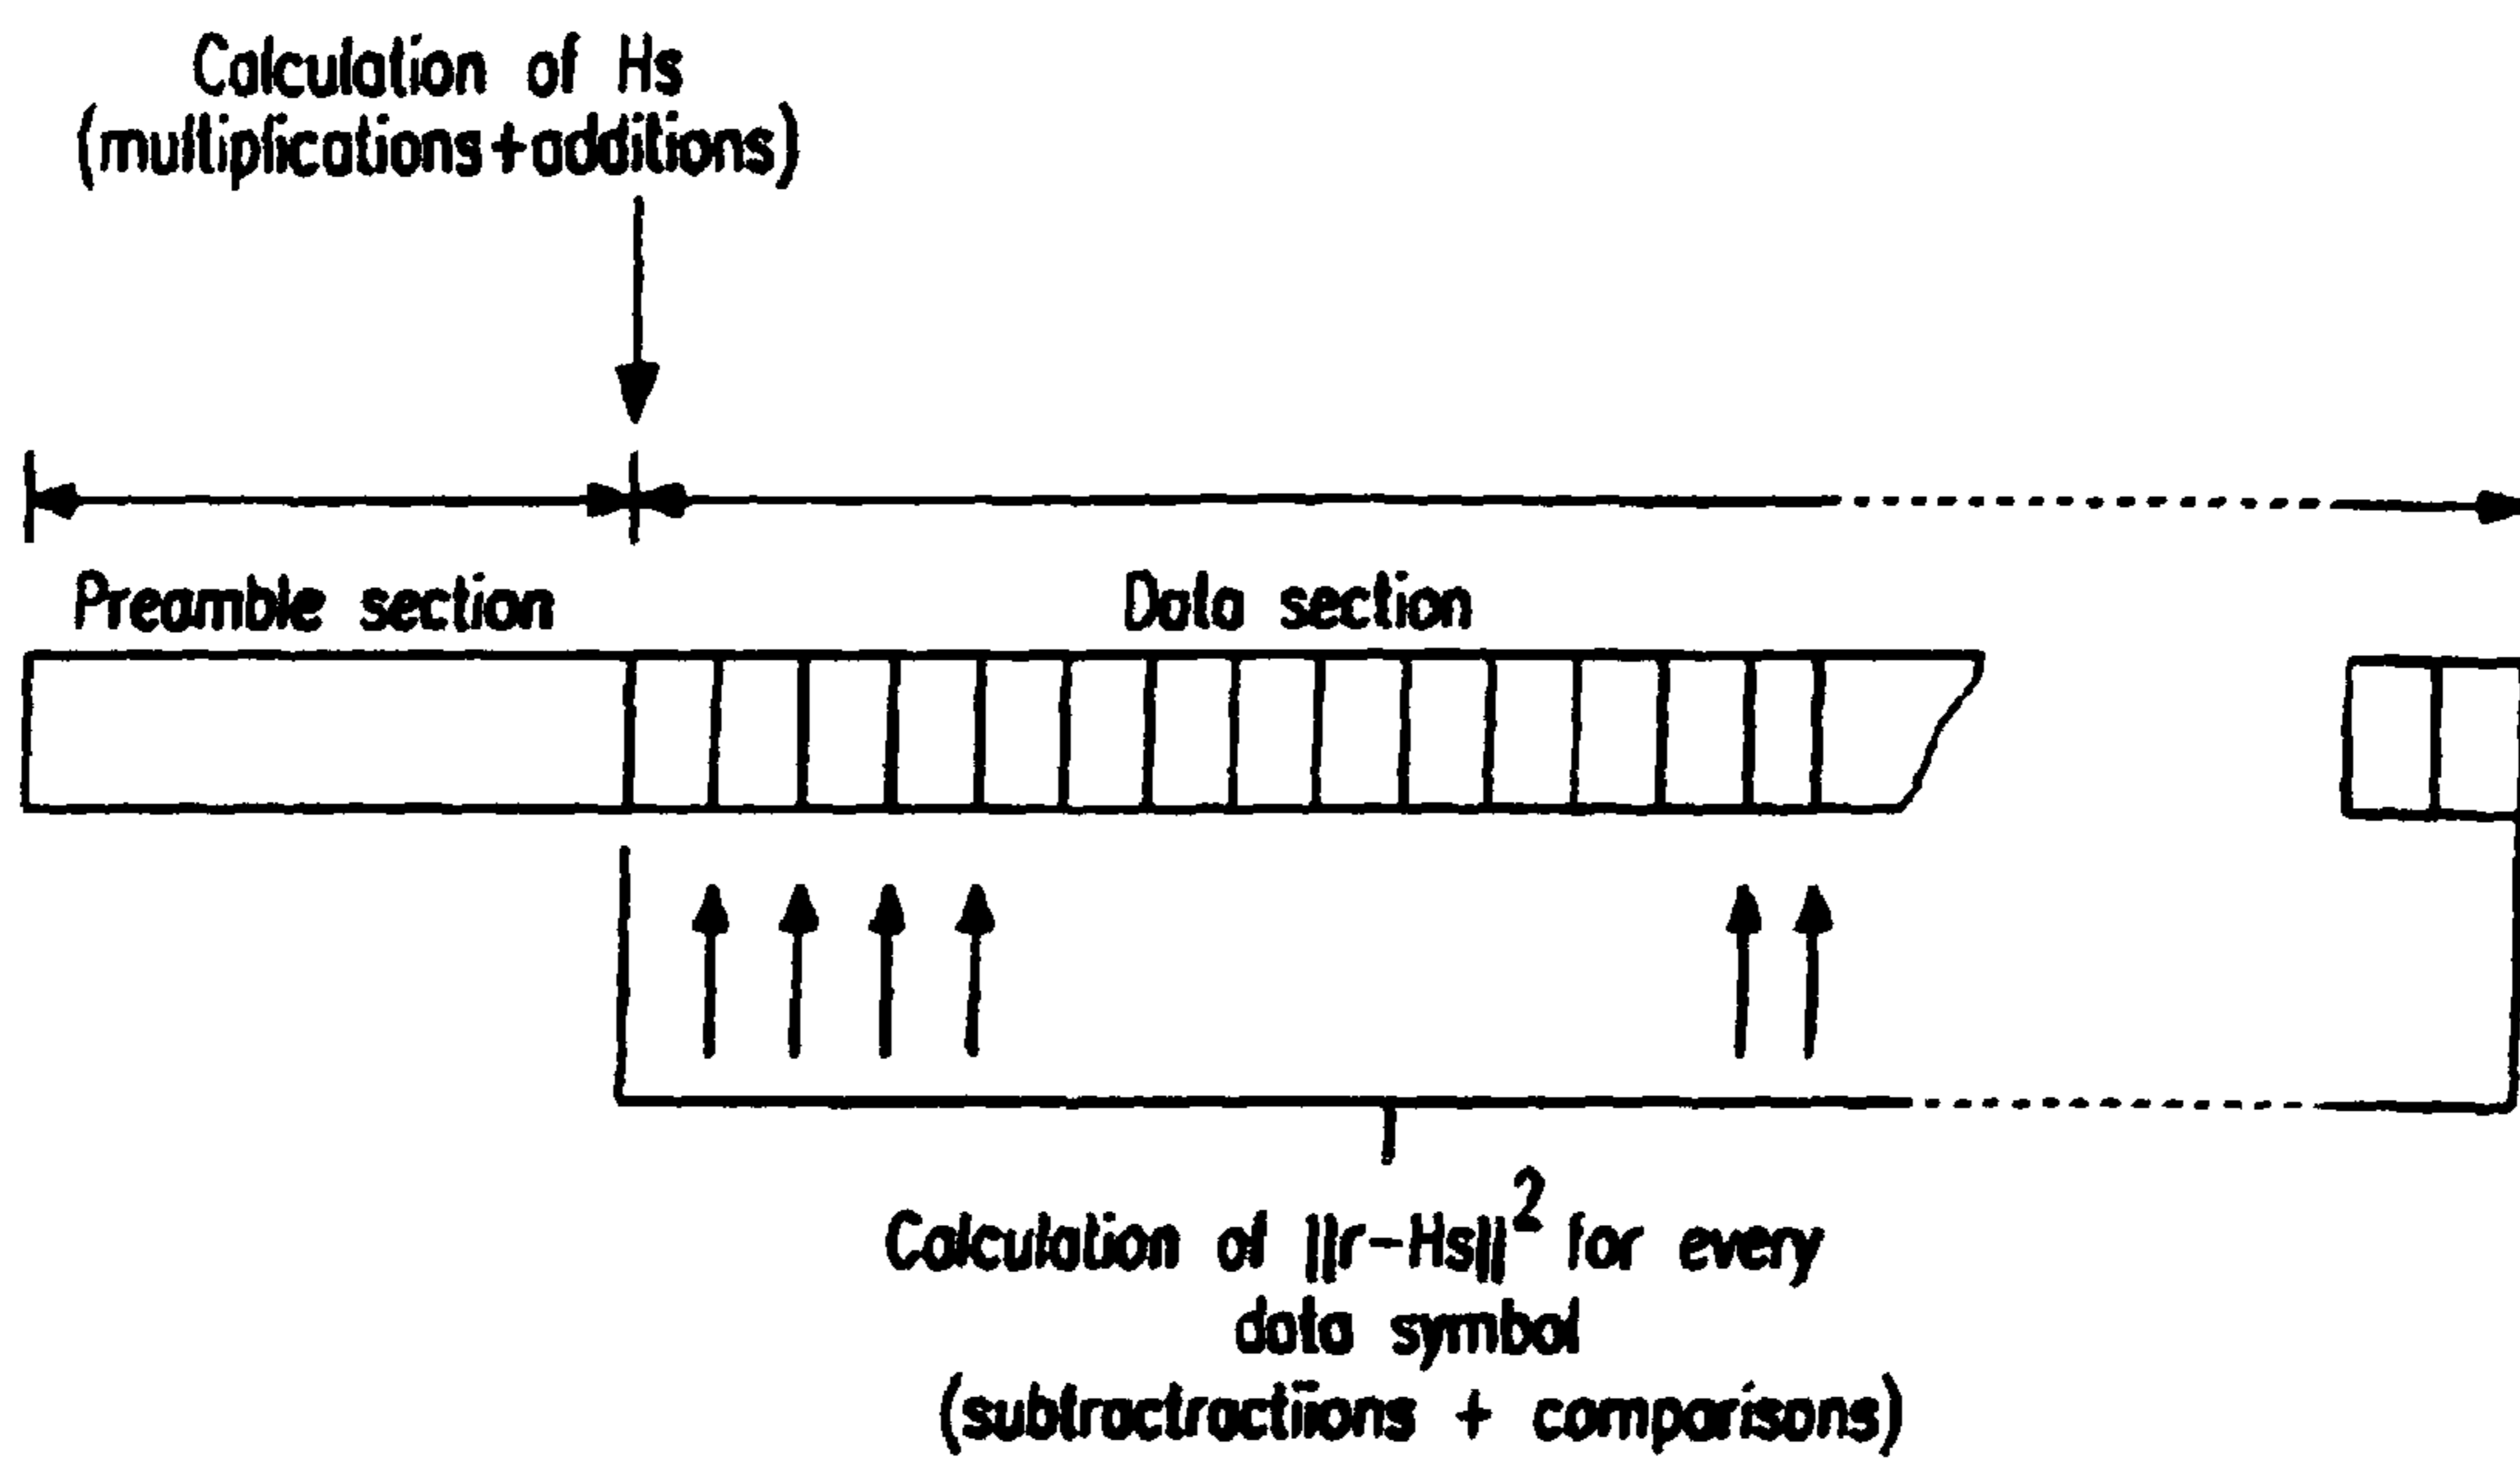 Calculation of Hs
(multiplications+additions)
Preamble section
Data section
Calculation of ||r-Hs||² for every
data symbol
(subtractractiions + comparisons)